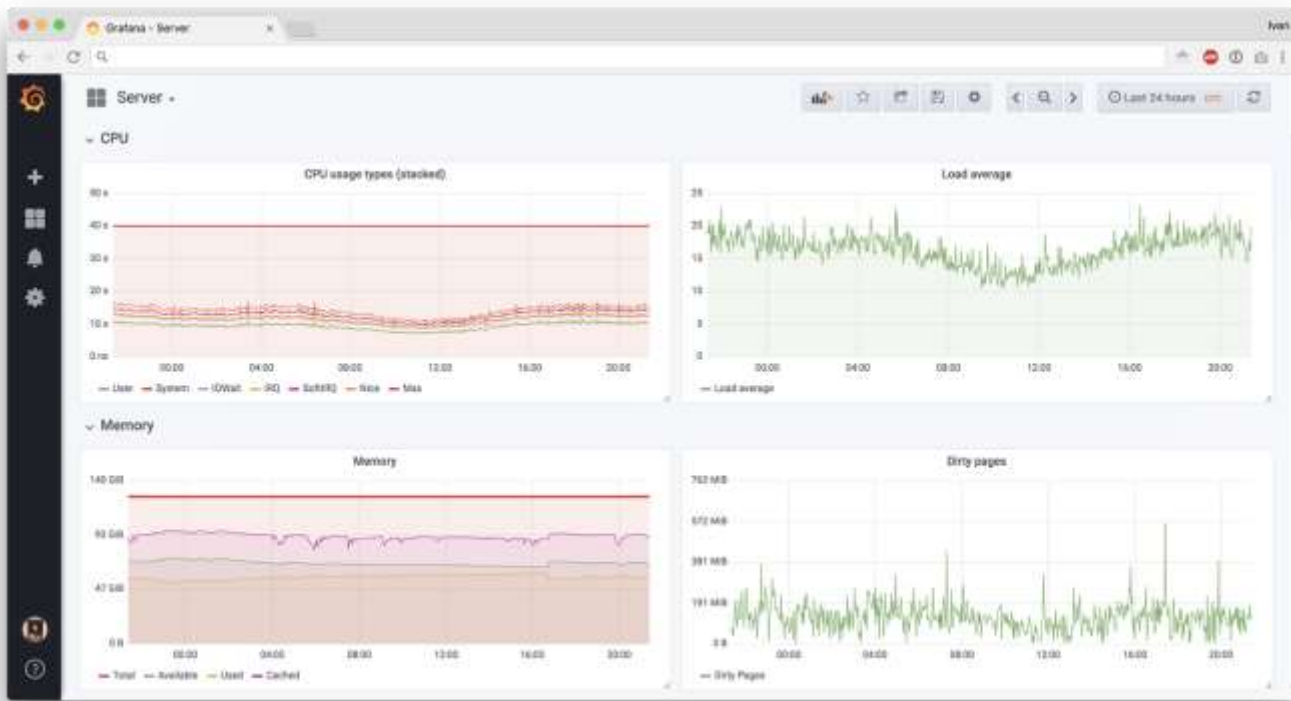 Grafana - Server
Ivan
Server
Last 24 hours
CPU
CPU usage types (stacked)
40 s
30 s
20 s
10 s
00:00 04:00 08:00 12:00 16:00 20:00
User System IOWait IRQ SoftIRQ Nice Max
Load average
25
20
15
10
5
0
00:00 04:00 08:00 12:00 16:00 20:00
Load average
Memory
Memory
140 GiB
93 GiB
47 GiB
0 B
00:00 04:00 08:00 12:00 16:00 20:00
Total Available Used Cached
Dirty pages
763 MiB
572 MiB
381 MiB
191 MiB
0 B
00:00 04:00 08:00 12:00 16:00 20:00
Dirty Pages